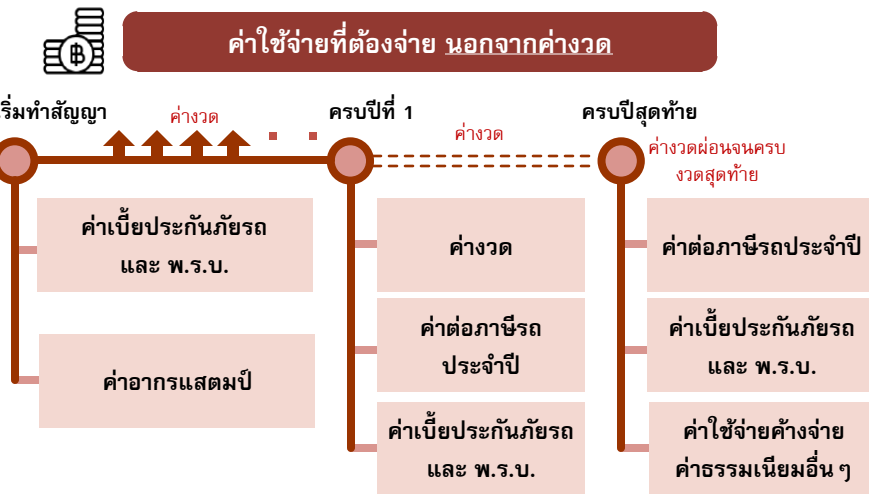 ค่าใช้จ่ายที่ต้องจ่าย นอกจากค่างวด
เริ่มทำสัญญา
ค่างวด
ครบปีที่ 1
ค่างวด
ครบปีสุดท้าย
ค่างวดผ่อนจนครบ
งวดสุดท้าย
ค่าเบี้ยประกันภัยรถ
และ พ.ร.บ.
ค่าอากรแสตมป์
ค่างวด
ค่าต่อภาษีรถ
ประจำปี
ค่าเบี้ยประกันภัยรถ
และ พ.ร.บ.
ค่าต่อภาษีรถประจำปี
ค่าเบี้ยประกันภัยรถ
และ พ.ร.บ.
ค่าใช้จ่ายค้างจ่าย
ค่าธรรมเนียมอื่น ๆ